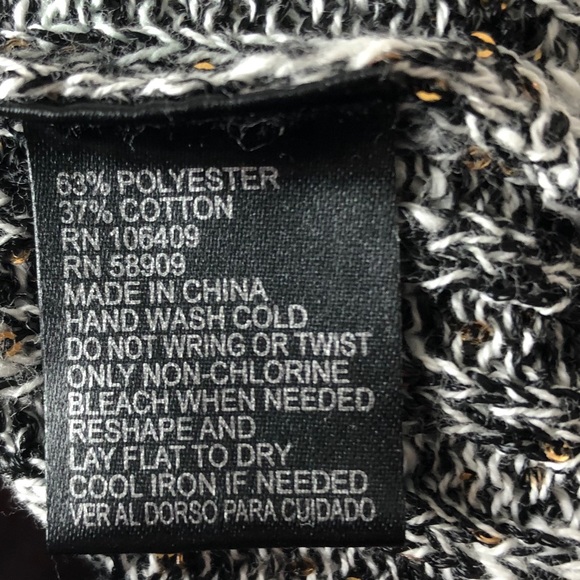 63% POLYESTER
37% COTTON
RN 106409
RN 58909
MADE IN CHINA
HAND WASH COLD
DO NOT WRING OR TWIST
ONLY NON-CHLORINE
BLEACH WHEN NEEDED
RESHAPE AND
LAY FLAT TO DRY
COOL IRON IF NEEDED
VER AL DORSO PARA CUIDADO